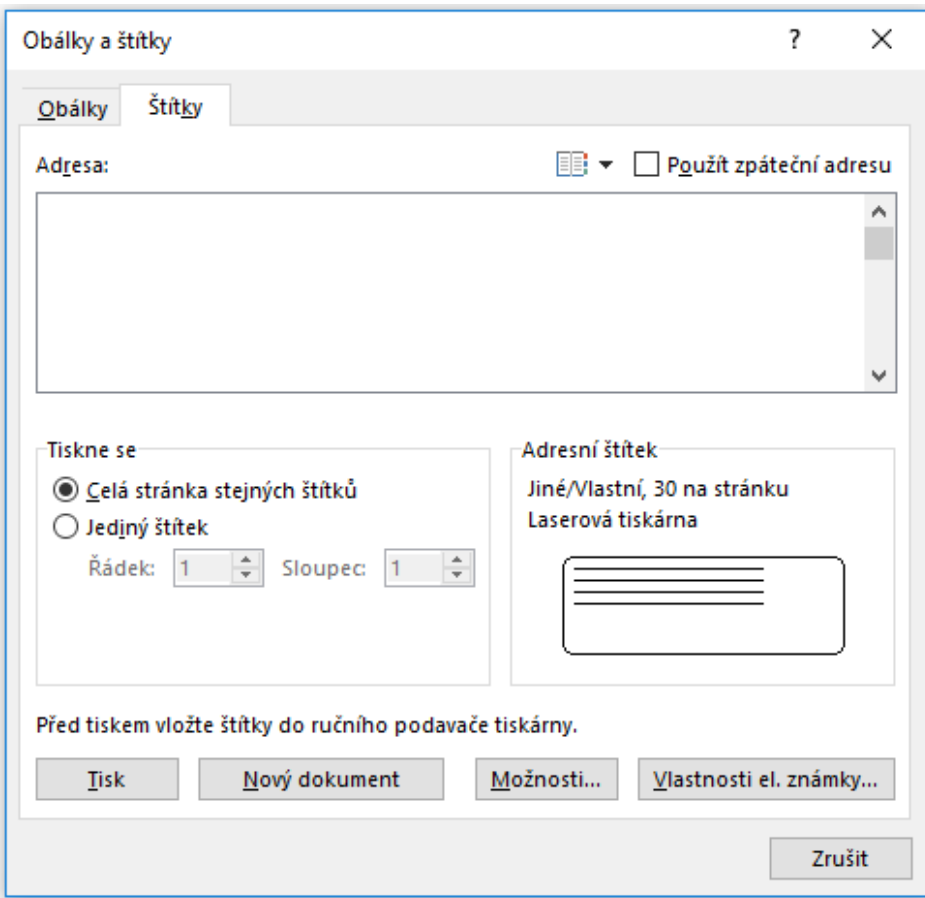 Obálky a štítky ?
Obálky Štítky
Adresa: Použít zpáteční adresu
Tiskne se
Celá stránka stejných štítků
Jediný štítek
Řádek: 1 Sloupec: 1
Adresní štítek
Jiné/Vlastní, 30 na stránku
Laserová tiskárna
Před tiskem vložte štítky do ručního podavače tiskárny.
Tisk Nový dokument Možnosti... Vlastnosti el. známky...
Zrušit